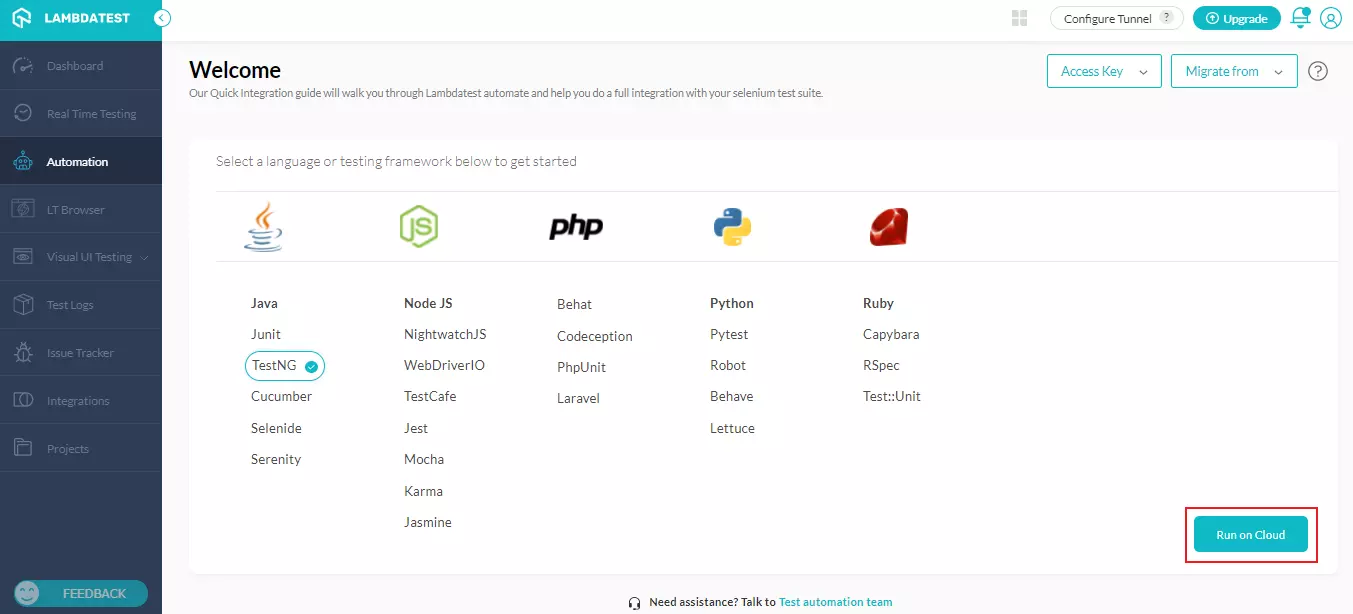 LAMBDATEST
Configure Tunnel ?
Upgrade
Dashboard
Real Time Testing
Automation
LT Browser
Visual UI Testing
Test Logs
Issue Tracker
Integrations
Projects
FEEDBACK
Welcome
Our Quick Integration guide will walk you through Lambdatest automate and help you do a full integration with your selenium test suite.
Access Key
Migrate from
?
Select a language or testing framework below to get started
JS
php
Java
Junit
TestNG
Cucumber
Selenide
Serenity
Node JS
NightwatchJS
WebDriverIO
TestCafe
Jest
Mocha
Karma
Jasmine
Behat
Codeception
PhpUnit
Laravel
Python
Pytest
Robot
Behave
Lettuce
Ruby
Capybara
RSpec
Test::Unit
Run on Cloud
Need assistance? Talk to Test automation team